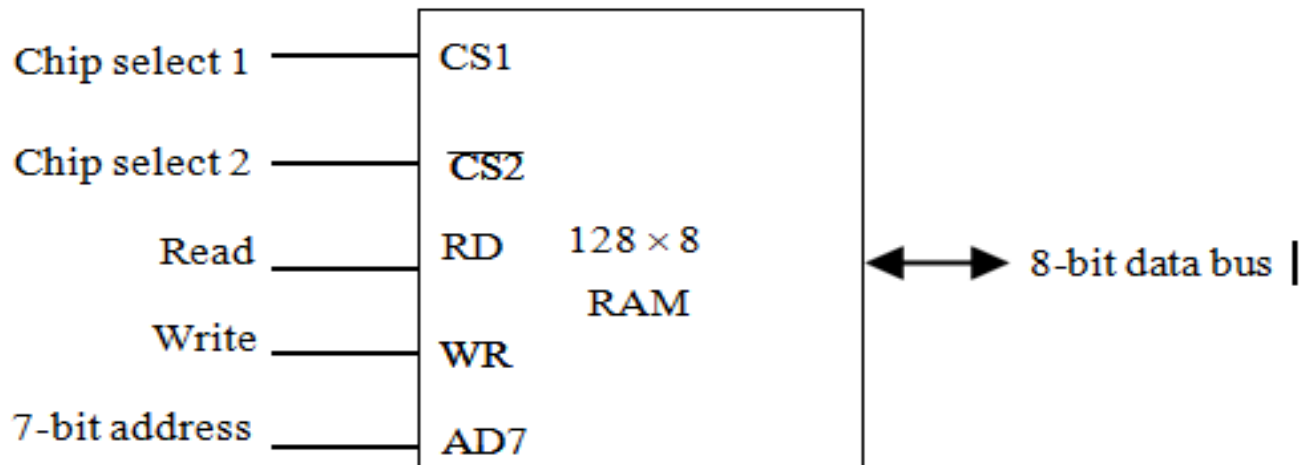 Chip select 1 CS1
Chip select 2 C̅S̅2̅
Read RD 128 × 8
8-bit data bus
RAM
Write WR
7-bit address AD7